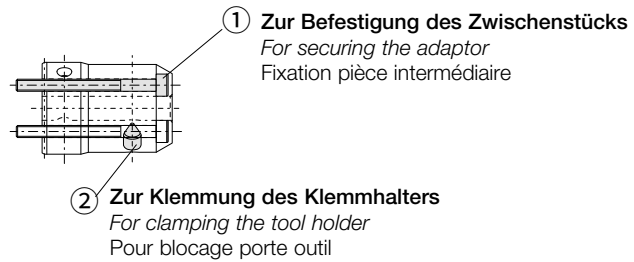 ① Zur Befestigung des Zwischenstücks
For securing the adaptor
Fixation pièce intermédiaire
② Zur Klemmung des Klemmhalters
For clamping the tool holder
Pour blocage porte outil